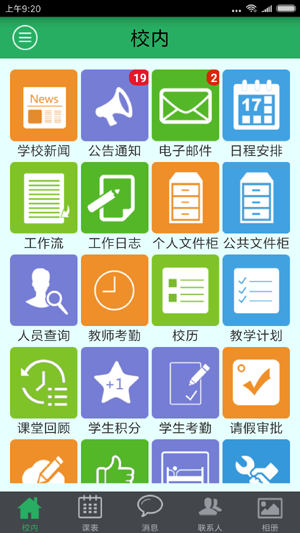 上午9:20
校内
News
19
2
17
学校新闻 公告通知 电子邮件 日程安排
工作流 工作日志 个人文件柜 公共文件柜
人员查询 教师考勤 校历 教学计划
+1
课堂回顾 学生积分 学生考勤 请假审批
校内 课表 消息 联系人 相册